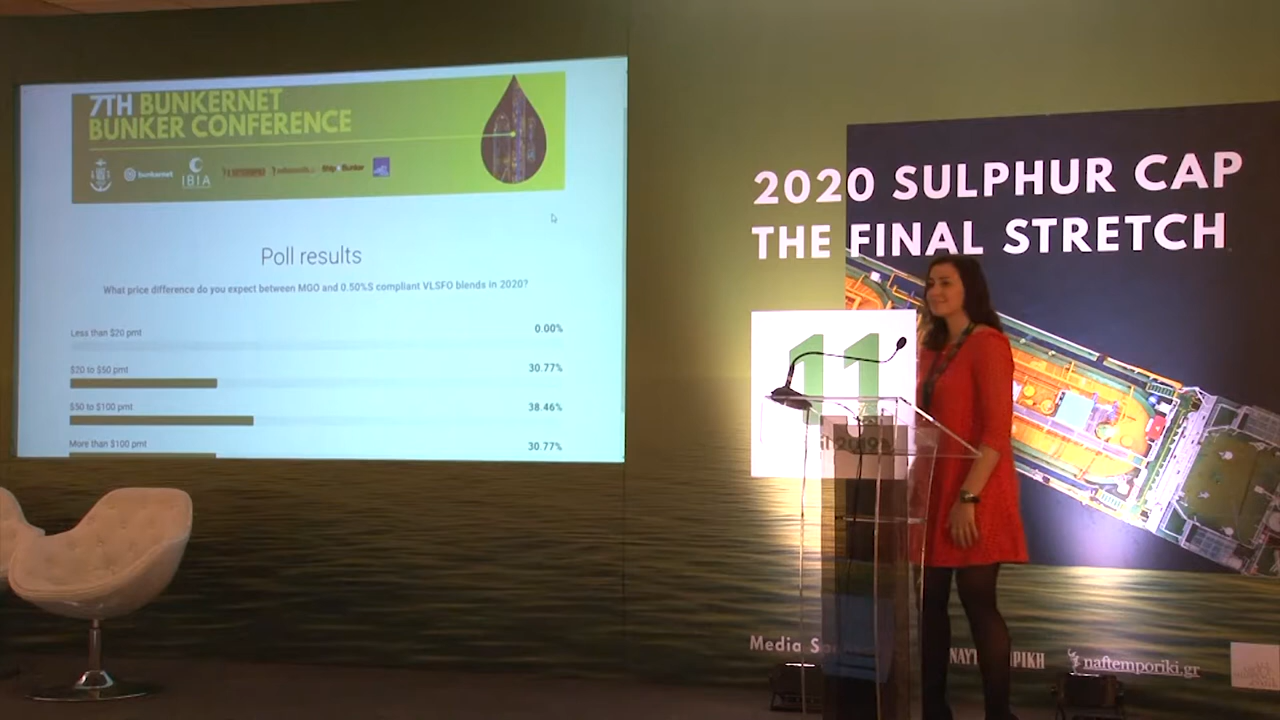 7TH BUNKERNET
BUNKER CONFERENCE
bunkernet
IBIA
Ship Bunker
Poll results
What price difference do you expect between MGO and 0.50%S compliant VLSFO blends in 2020?
Less than $20 pmt 0.00%
$20 to $50 pmt 30.77%
$50 to $100 pmt 38.46%
More than $100 pmt 30.77%
2020 SULPHUR CAP
THE FINAL STRETCH
11
Media
naftemporiki.gr